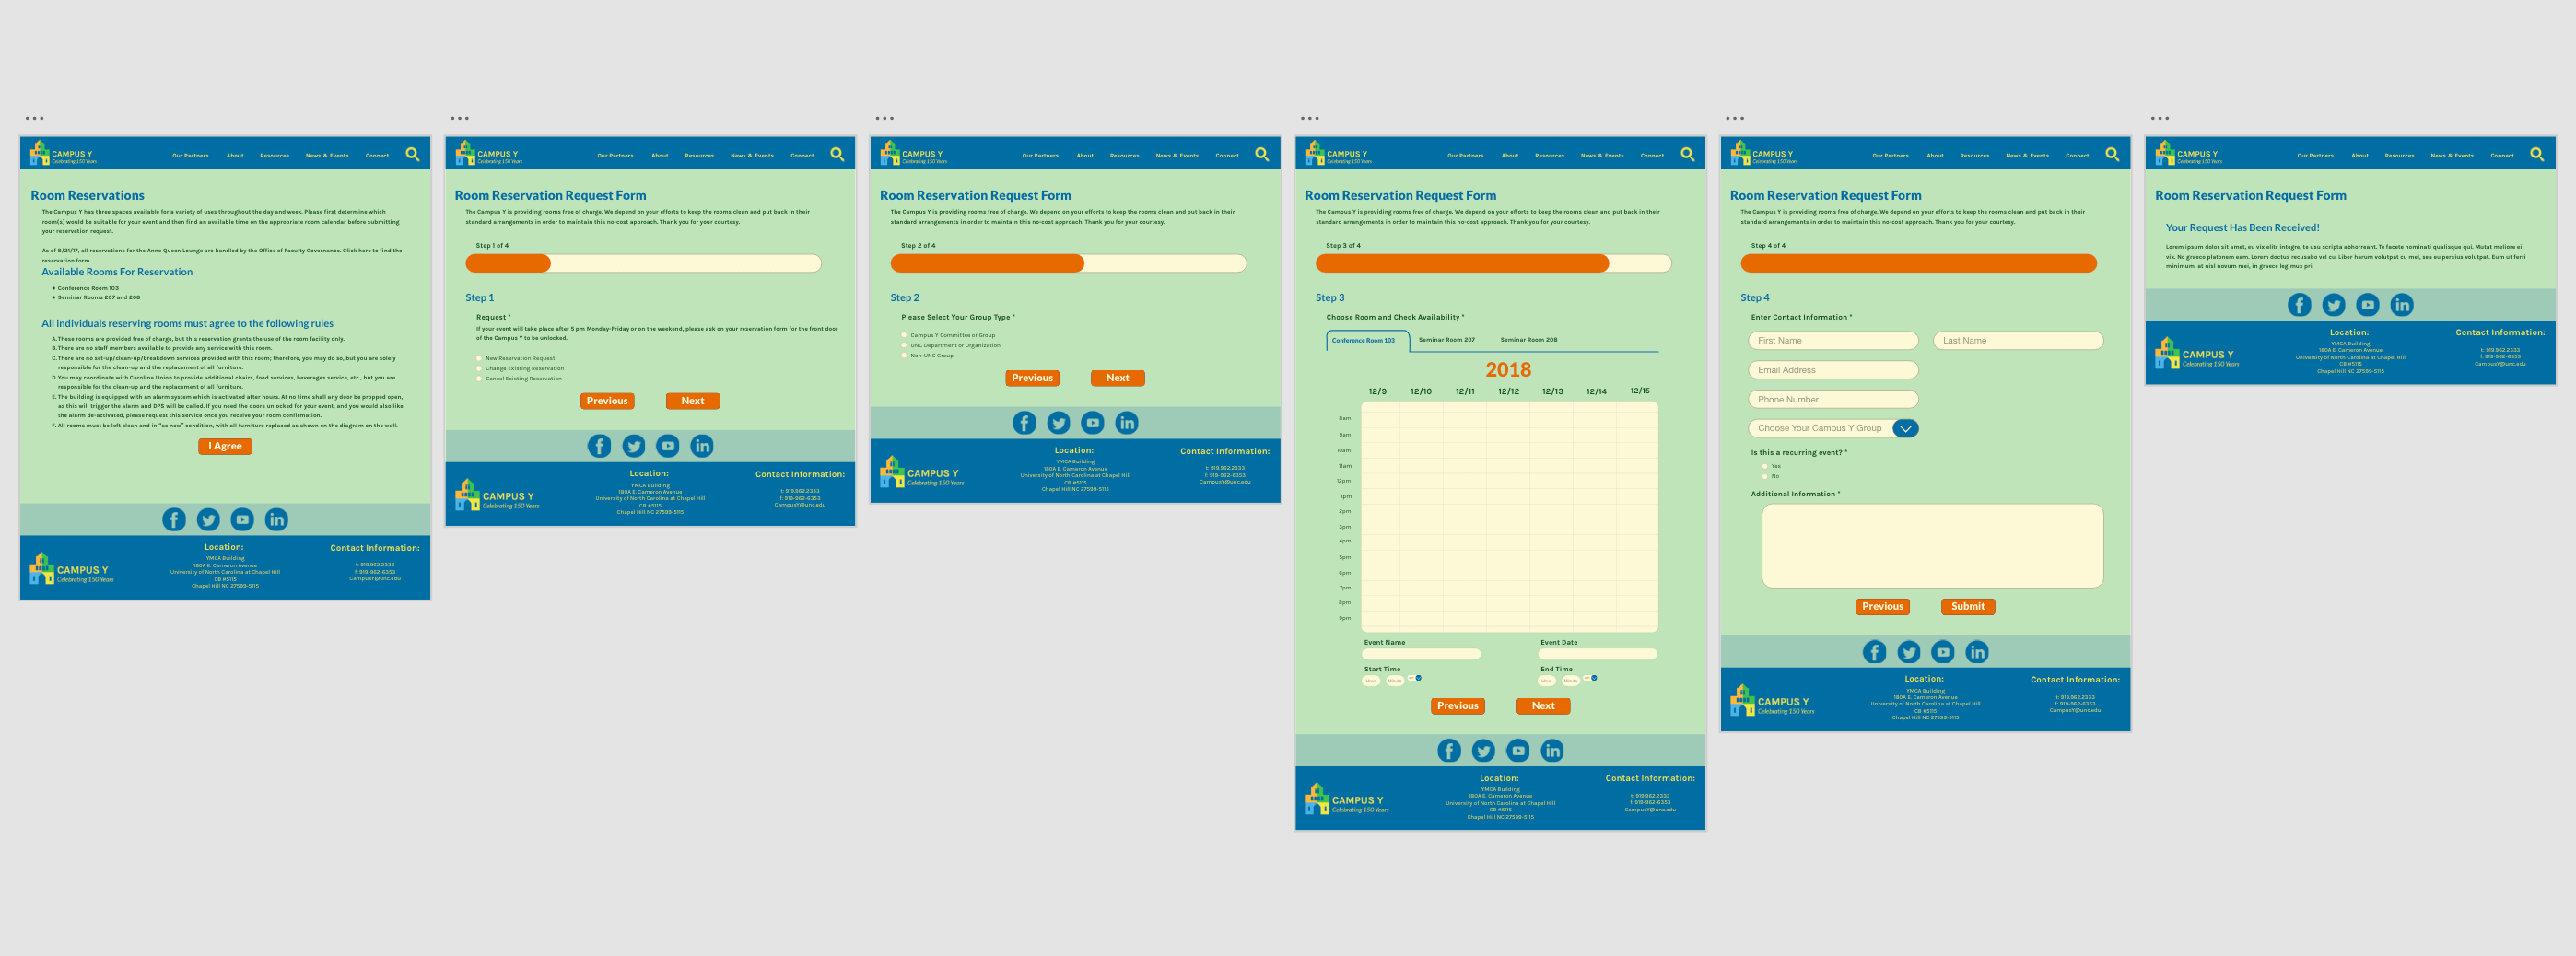 CAMPUS Y
Celebrating 150 Years
Our Partners About Resources News & Events Connect
Room Reservations
The Campus Y has three spaces available for a variety of uses throughout the day and week. Please first determine which
room(s) would be suitable for your event and then find an available time on the appropriate room calendar before submitting
your reservation request.
As of 8/21/17, all reservations for the Anne Queen Lounge are handled by the Office of Faculty Governance. Click here to find the
reservation form.
Available Rooms For Reservation
• Conference Room 103
• Seminar Rooms 207 and 208
All individuals reserving rooms must agree to the following rules
A. These rooms are provided free of charge, but this reservation grants the use of the room facility only.
B. There are no staff members available to provide any service with this room.
C. There are no set-up/clean-up/breakdown services provided with this room; therefore, you may do so, but you are solely
responsible for the clean-up and the replacement of all furniture.
D. You may coordinate with Carolina Union to provide additional chairs, food services, beverages service, etc., but you are
responsible for the clean-up and the replacement of all furniture.
E. The building is equipped with an alarm system which is activated after hours. At no time shall any door be propped open,
as this will trigger the alarm and DPS will be called. If you need the doors unlocked for your event, and you would also like
the alarm de-activated, please request this service once you receive your room confirmation.
F. All rooms must be left clean and in "as new" condition, with all furniture replaced as shown on the diagram on the wall.
I Agree
CAMPUS Y
Celebrating 150 Years
Location:
YMCA Building
180A E. Cameron Avenue
University of North Carolina at Chapel Hill
CB #5115
Chapel Hill NC 27599-5115
Contact Information:
t: 919.962.2333
f: 919-962-6353
CampusY@unc.edu
CAMPUS Y
Celebrating 150 Years
Our Partners About Resources News & Events Connect
Room Reservation Request Form
The Campus Y is providing rooms free of charge. We depend on your efforts to keep the rooms clean and put back in their
standard arrangements in order to maintain this no-cost approach. Thank you for your courtesy.
Step 1 of 4
Step 1
Request *
If your event will take place after 5 pm Monday-Friday or on the weekend, please ask on your reservation form for the front door
of the Campus Y to be unlocked.
New Reservation Request
Change Existing Reservation
Cancel Existing Reservation
Previous Next
CAMPUS Y
Celebrating 150 Years
Location:
YMCA Building
180A E. Cameron Avenue
University of North Carolina at Chapel Hill
CB #5115
Chapel Hill NC 27599-5115
Contact Information:
t: 919.962.2333
f: 919-962-6353
CampusY@unc.edu
CAMPUS Y
Celebrating 150 Years
Our Partners About Resources News & Events Connect
Room Reservation Request Form
The Campus Y is providing rooms free of charge. We depend on your efforts to keep the rooms clean and put back in their
standard arrangements in order to maintain this no-cost approach. Thank you for your courtesy.
Step 2 of 4
Step 2
Please Select Your Group Type *
Campus Y Committee or Group
UNC Department or Organization
Non-UNC Group
Previous Next
CAMPUS Y
Celebrating 150 Years
Location:
YMCA Building
180A E. Cameron Avenue
University of North Carolina at Chapel Hill
CB #5115
Chapel Hill NC 27599-5115
Contact Information:
t: 919.962.2333
f: 919-962-6353
CampusY@unc.edu
CAMPUS Y
Celebrating 150 Years
Our Partners About Resources News & Events Connect
Room Reservation Request Form
The Campus Y is providing rooms free of charge. We depend on your efforts to keep the rooms clean and put back in their
standard arrangements in order to maintain this no-cost approach. Thank you for your courtesy.
Step 3 of 4
Step 3
Choose Room and Check Availability *
Conference Room 103 Seminar Room 207 Seminar Room 208
2018
12/9 12/10 12/11 12/12 12/13 12/14 12/15
8am
9am
10am
11am
12pm
1pm
2pm
3pm
4pm
5pm
6pm
7pm
8pm
9pm
Event Name Event Date
Start Time End Time
Previous Next
CAMPUS Y
Celebrating 150 Years
Location:
YMCA Building
180A E. Cameron Avenue
University of North Carolina at Chapel Hill
CB #5115
Chapel Hill NC 27599-5115
Contact Information:
t: 919.962.2333
f: 919-962-6353
CampusY@unc.edu
CAMPUS Y
Celebrating 150 Years
Our Partners About Resources News & Events Connect
Room Reservation Request Form
The Campus Y is providing rooms free of charge. We depend on your efforts to keep the rooms clean and put back in their
standard arrangements in order to maintain this no-cost approach. Thank you for your courtesy.
Step 4 of 4
Step 4
Enter Contact Information *
First Name Last Name
Email Address
Phone Number
Choose Your Campus Y Group
Is this a recurring event? *
Yes
No
Additional Information *
Previous Submit
CAMPUS Y
Celebrating 150 Years
Location:
YMCA Building
180A E. Cameron Avenue
University of North Carolina at Chapel Hill
CB #5115
Chapel Hill NC 27599-5115
Contact Information:
t: 919.962.2333
f: 919-962-6353
CampusY@unc.edu
CAMPUS Y
Celebrating 150 Years
Our Partners About Resources News & Events Connect
Room Reservation Request Form
Your Request Has Been Received!
Lorem ipsum dolor sit amet, eu vix elitr integre, te usu scripta abhorreant. Te facete nominati qualisque qui. Mutat meliore ei
vis. No graeco platonem eam. Lorem doctus recusabo vel cu. Liber harum volutpat cu mel, sea eu persius volutpat. Eum ut ferri
minimum, at nisl novum mei, in graece legimus pri.
CAMPUS Y
Celebrating 150 Years
Location:
YMCA Building
180A E. Cameron Avenue
University of North Carolina at Chapel Hill
CB #5115
Chapel Hill NC 27599-5115
Contact Information:
t: 919.962.2333
f: 919-962-6353
CampusY@unc.edu